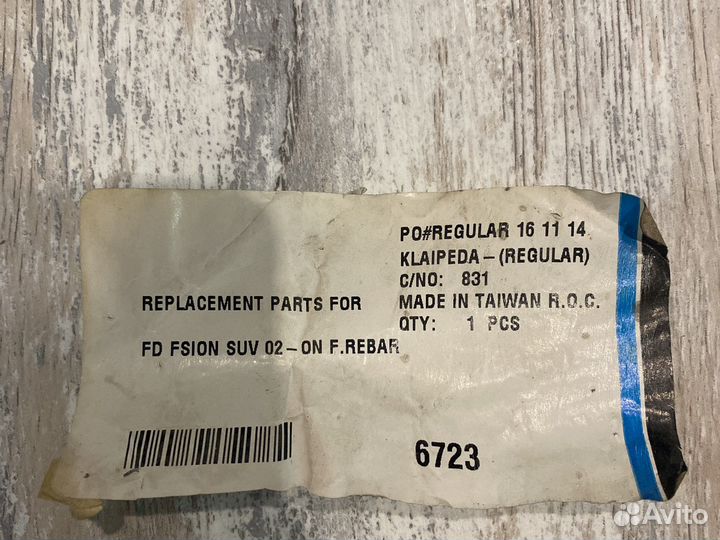 PO#REGULAR 16 11 14
KLAIPEDA-(REGULAR)
C/NO: 831
REPLACEMENT PARTS FOR
MADE IN TAIWAN R.O.C.
QTY: 1 PCS
FD FSION SUV 02-ON F.REBAR
6723
Avito